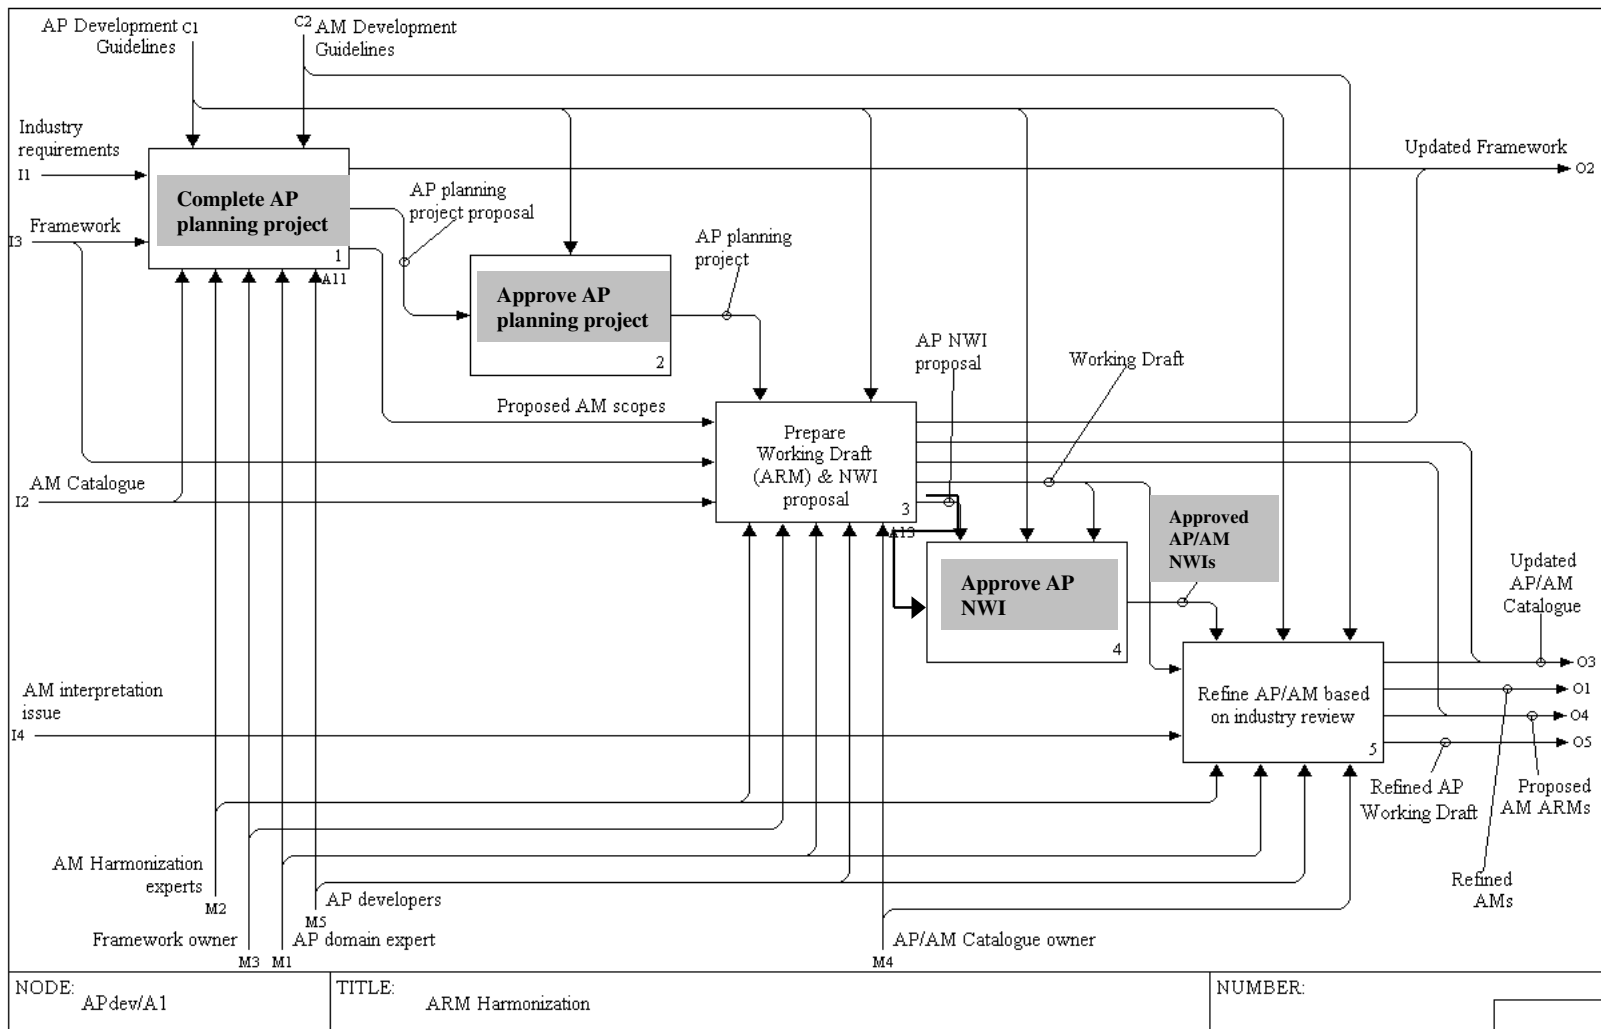 AP Development C1
Guidelines
C2 AM Development
Guidelines
Industry
requirements
I1
Updated Framework
O2
Complete AP
planning project
1
A11
AP planning
project proposal
Framework
I3
AP planning
project
Approve AP
planning project
2
AP NWI
proposal
Working Draft
Proposed AM scopes
Prepare
Working Draft
(ARM) & NWI
proposal
3
A13
AM Catalogue
I2
Approved
AP/AM
NWIs
Approve AP
NWI
4
Updated
AP/AM
Catalogue
O3
O1
O4
O5
AM interpretation
issue
I4
Refine AP/AM based
on industry review
5
Refined AP
Working Draft
Proposed
AM ARMs
Refined
AMs
AM Harmonization
experts
M2
AP developers
M5
Framework owner
M3
AP domain expert
M1
AP/AM Catalogue owner
M4
NODE:
APdev/A1
TITLE:
ARM Harmonization
NUMBER: